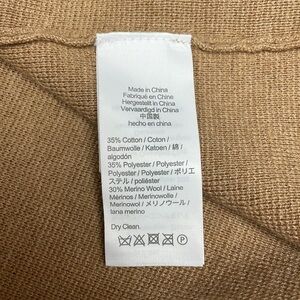 Made in China
Fabriqué en Chine
Hergestellt in China
Vervaardigd in China
中国製
hecho en china
35% Cotton / Coton /
Baumwolle / Katoen / 綿 /
algodón
35% Polyester / Polyester /
Polyester / Polyester / ポリエ
ステル / poliéster
30% Merino Wool / Laine
Mérinos / Merinowolle /
Merinowol / メリノウール /
lana merino
Dry Clean.
P